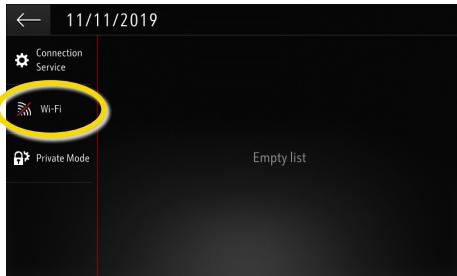 11/11/2019
Connection
Service
Wi-Fi
Private Mode
Empty list